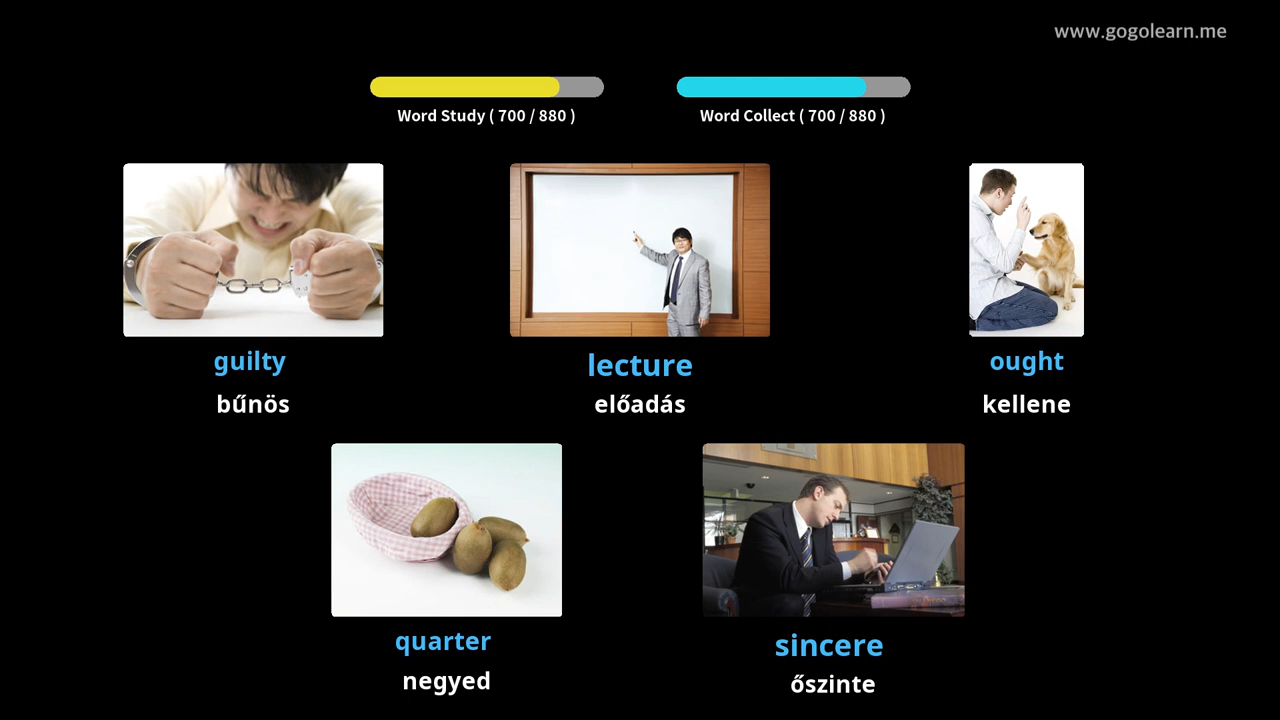 www.gogolearn.me
Word Study ( 700 / 880 )
Word Collect ( 700 / 880 )
guilty
bűnös
lecture
előadás
ought
kellene
quarter
negyed
sincere
őszinte